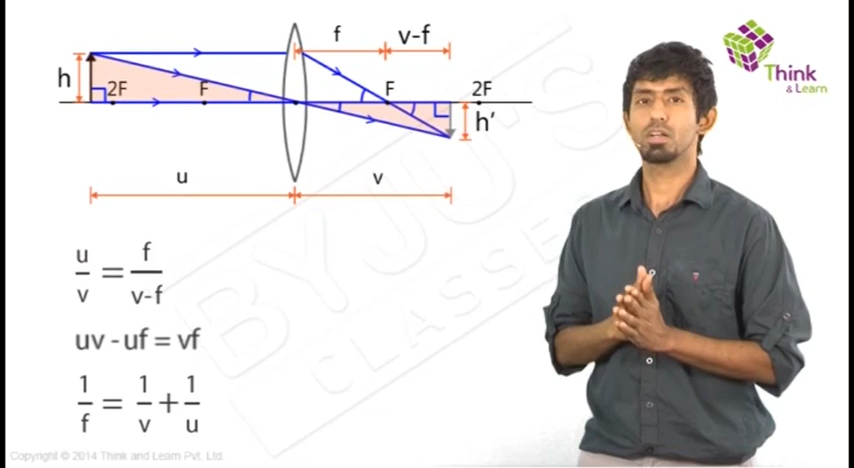 f
v-f
Think
& Learn
h
2F
F
F
2F
h'
u
v
BYJU'S
CLASSES
u/v = f/v-f
uv - uf = vf
1/f = 1/v + 1/u
Copyright © 2014 Think and Learn Pvt. Ltd.